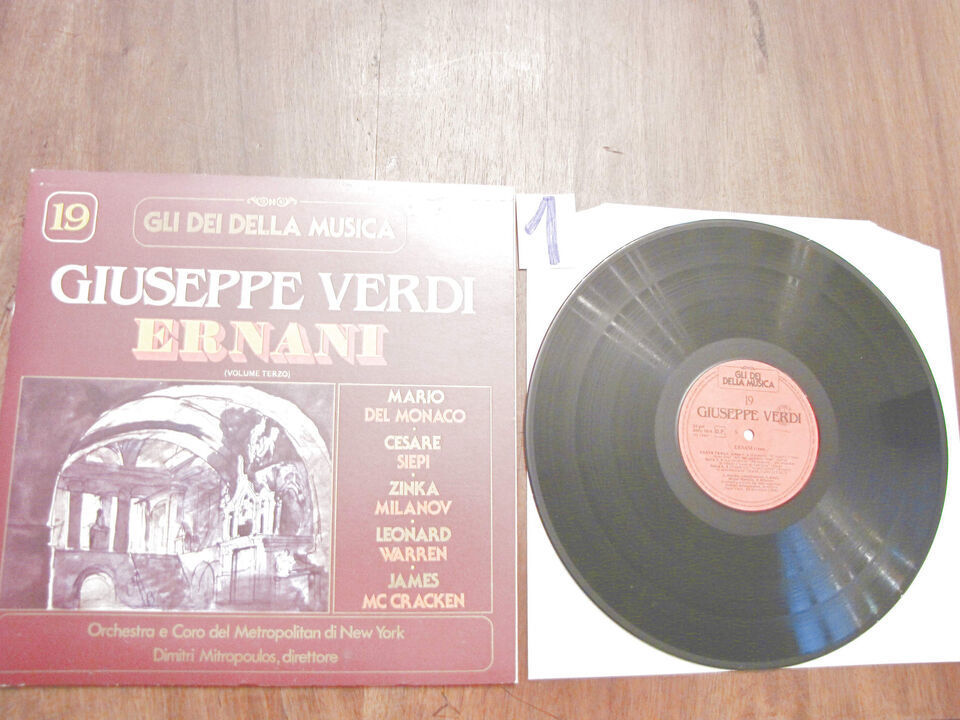 19
GLI DEI DELLA MUSICA
GIUSEPPE VERDI
ERNANI
(VOLUME TERZO)
MARIO
DEL MONACO
CESARE
SIEPI
ZINKA
MILANOV
LEONARD
WARREN
JAMES
MC CRACKEN
Orchestra e Coro del Metropolitan di New York
Dimitri Mitropoulos, direttore
1
GLI DEI
DELLA MUSICA
19
GIUSEPPE VERDI
ERNANI